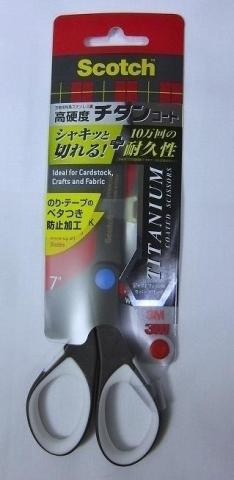 Scotch
高硬度 チタンコート
シャキッと
切れる!
+
10万回の
耐久性
Ideal for Cardstock,
Crafts and Fabric
のり・テープの
ベタつき
防止加工
7"
TITANIUM
COATED SCISSORS
3M